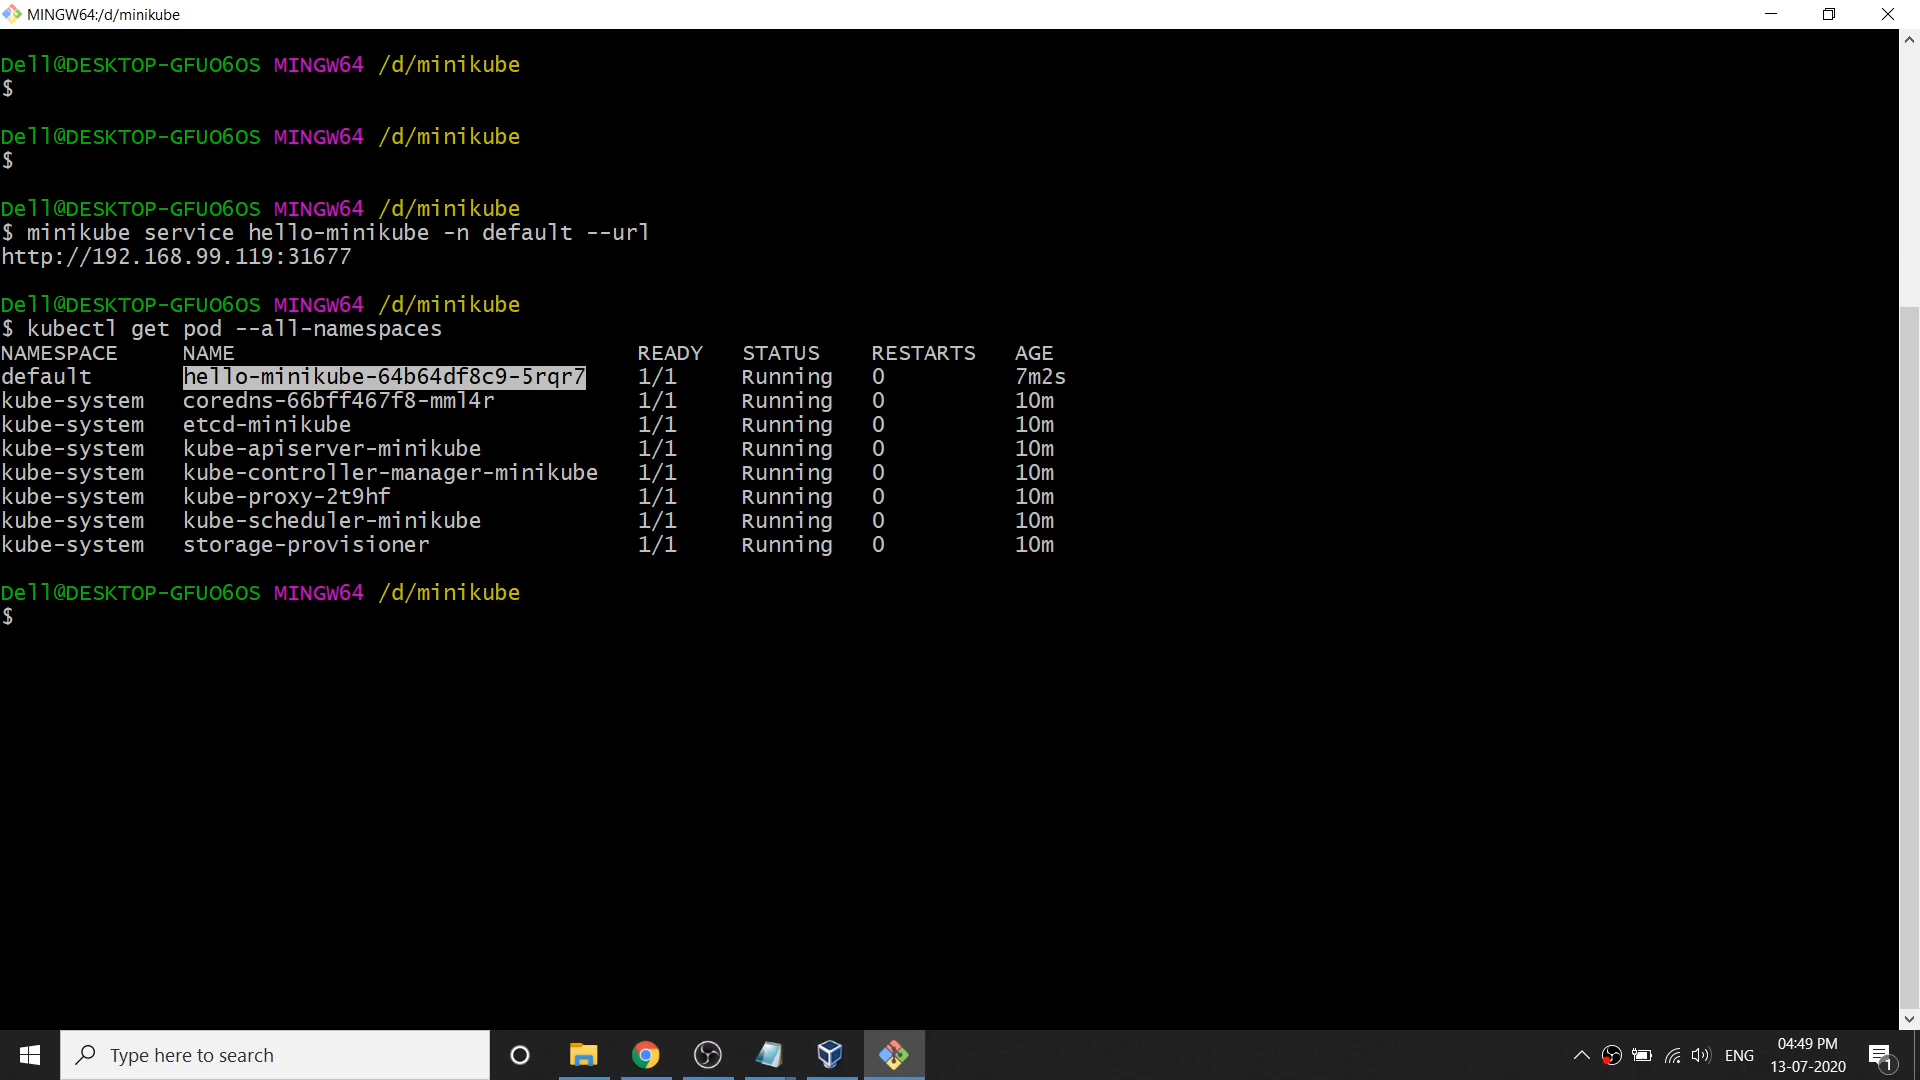 MINGW64:/d/minikube
Dell@DESKTOP-GFUO6OS MINGW64 /d/minikube
$
Dell@DESKTOP-GFUO6OS MINGW64 /d/minikube
$
Dell@DESKTOP-GFUO6OS MINGW64 /d/minikube
$ minikube service hello-minikube -n default --url
http://192.168.99.119:31677
Dell@DESKTOP-GFUO6OS MINGW64 /d/minikube
$ kubectl get pod --all-namespaces
NAMESPACE NAME READY STATUS RESTARTS AGE
default hello-minikube-64b64df8c9-5rqr7 1/1 Running 0 7m2s
kube-system coredns-66bff467f8-mml4r 1/1 Running 0 10m
kube-system etcd-minikube 1/1 Running 0 10m
kube-system kube-apiserver-minikube 1/1 Running 0 10m
kube-system kube-controller-manager-minikube 1/1 Running 0 10m
kube-system kube-proxy-2t9hf 1/1 Running 0 10m
kube-system kube-scheduler-minikube 1/1 Running 0 10m
kube-system storage-provisioner 1/1 Running 0 10m
Dell@DESKTOP-GFUO6OS MINGW64 /d/minikube
$
Type here to search
ENG
04:49 PM
13-07-2020
1